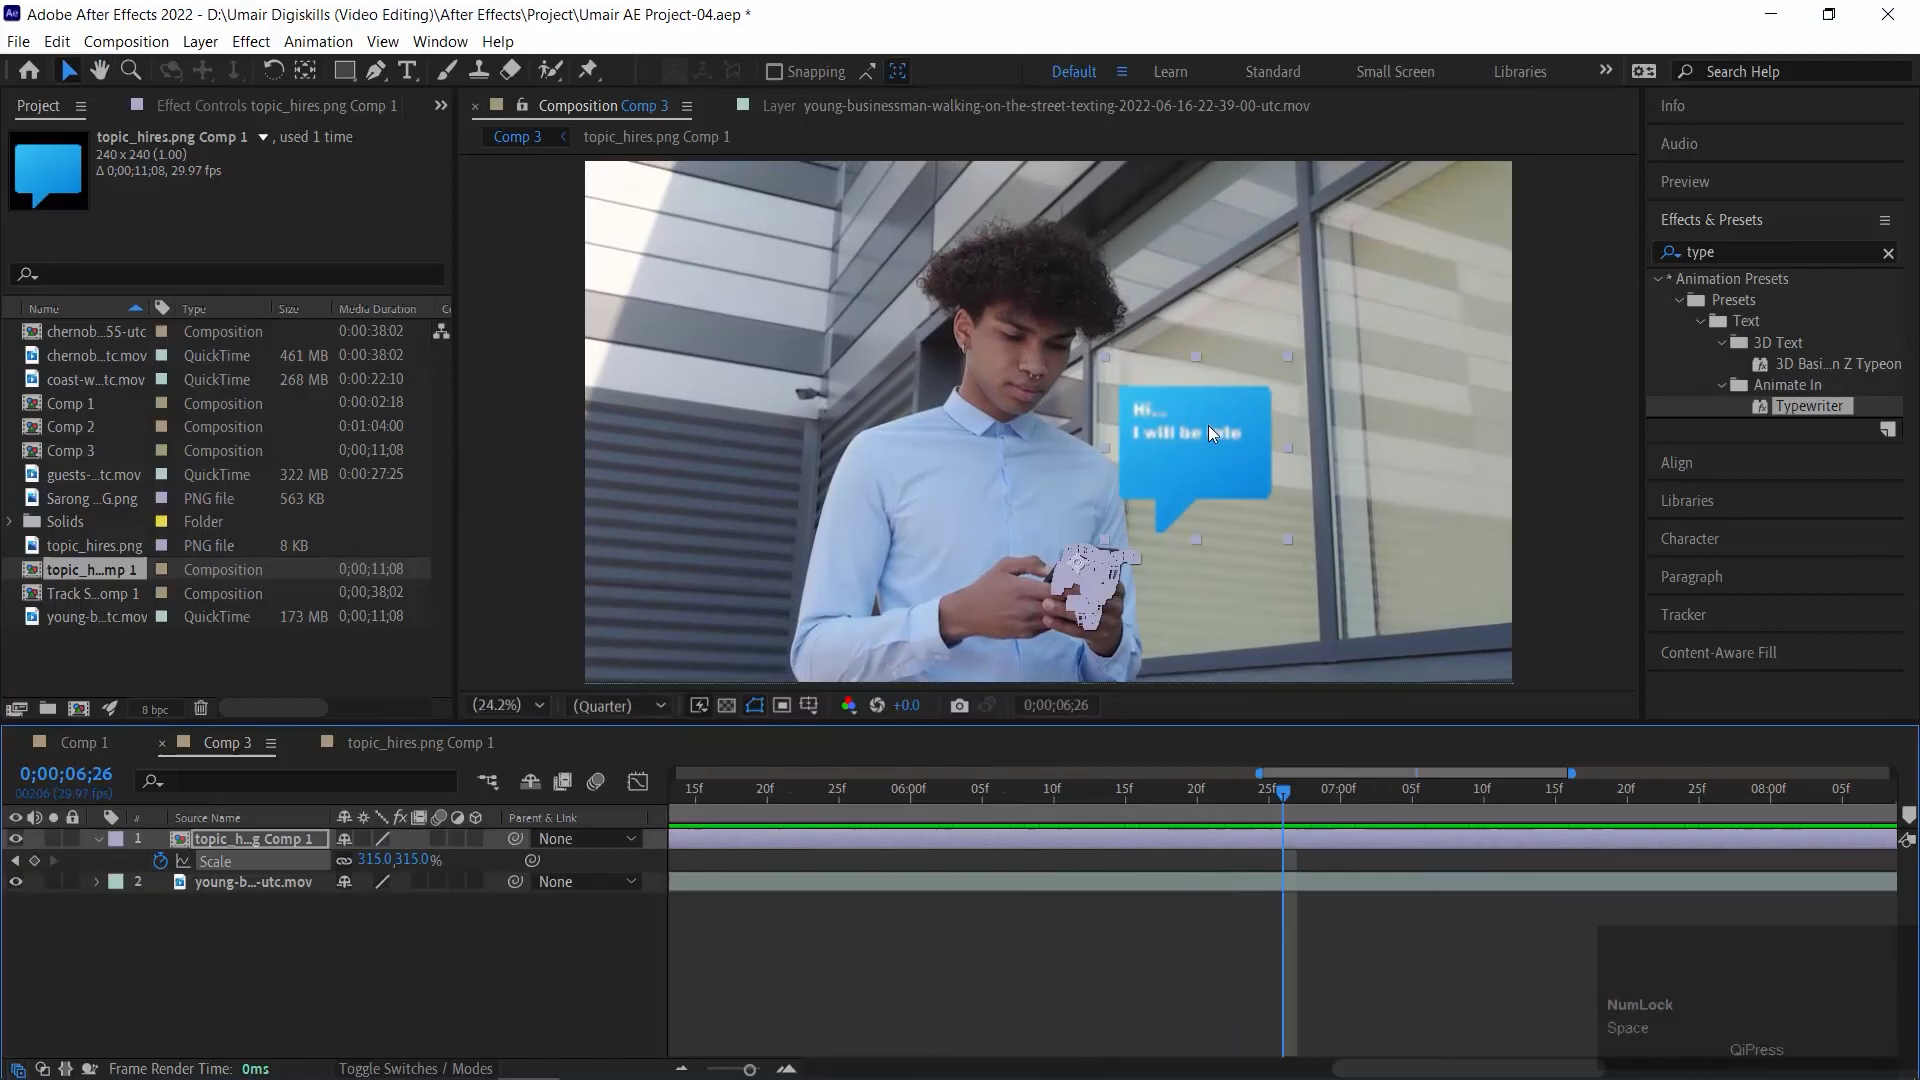 Adobe After Effects 2022 - D:\Umair Digiskills (Video Editing)\After Effects\Project\Umair AE Project-04.aep *
File Edit Composition Layer Effect Animation View Window Help
Snapping Default Learn Standard Small Screen Libraries Search Help
Project Effect Controls topic_hires.png Comp 1 Composition Comp 3 Layer young-businessman-walking-on-the-street-texting-2022-06-16-22-39-00-utc.mov
topic_hires.png Comp 1 , used 1 time
240 x 240 (1.00)
Δ 0;00;11;08, 29.97 fps
Comp 3 topic_hires.png Comp 1
Name Type Size Media Duration
chernob...55-utc Composition 0:00:38:02
chernob...tc.mov QuickTime 461 MB 0:00:38:02
coast-w...tc.mov QuickTime 268 MB 0:00:22:10
Comp 1 Composition 0:00:02:18
Comp 2 Composition 0:01:04:00
Comp 3 Composition 0;00;11;08
guests-...tc.mov QuickTime 322 MB 0:00:27:25
Sarong ...G.png PNG file 563 KB
Solids Folder
topic_hires.png PNG file 8 KB
topic_h...mp 1 Composition 0;00;11;08
Track S...omp 1 Composition 0;00;38;02
young-b...tc.mov QuickTime 173 MB 0;00;11;08
8 bpc
Hi...
I will be
(24.2%) (Quarter) +0.0 0;00;06;26
Info
Audio
Preview
Effects & Presets
type
* Animation Presets
Presets
Text
3D Text
3D Basi...n Z Typeon
Animate In
Typewriter
Align
Libraries
Character
Paragraph
Tracker
Content-Aware Fill
Comp 1 Comp 3 topic_hires.png Comp 1
0;00;06;26
00206 (29.97 fps)
15f 20f 25f 06:00f 05f 10f 15f 20f 25f 07:00f 05f 10f 15f 20f 25f 08:00f 05f
# Source Name Parent & Link
1 topic_h...g Comp 1 None
Scale 315.0,315.0%
2 young-b...-utc.mov None
NumLock
Space
QiPress
Frame Render Time: 0ms Toggle Switches / Modes